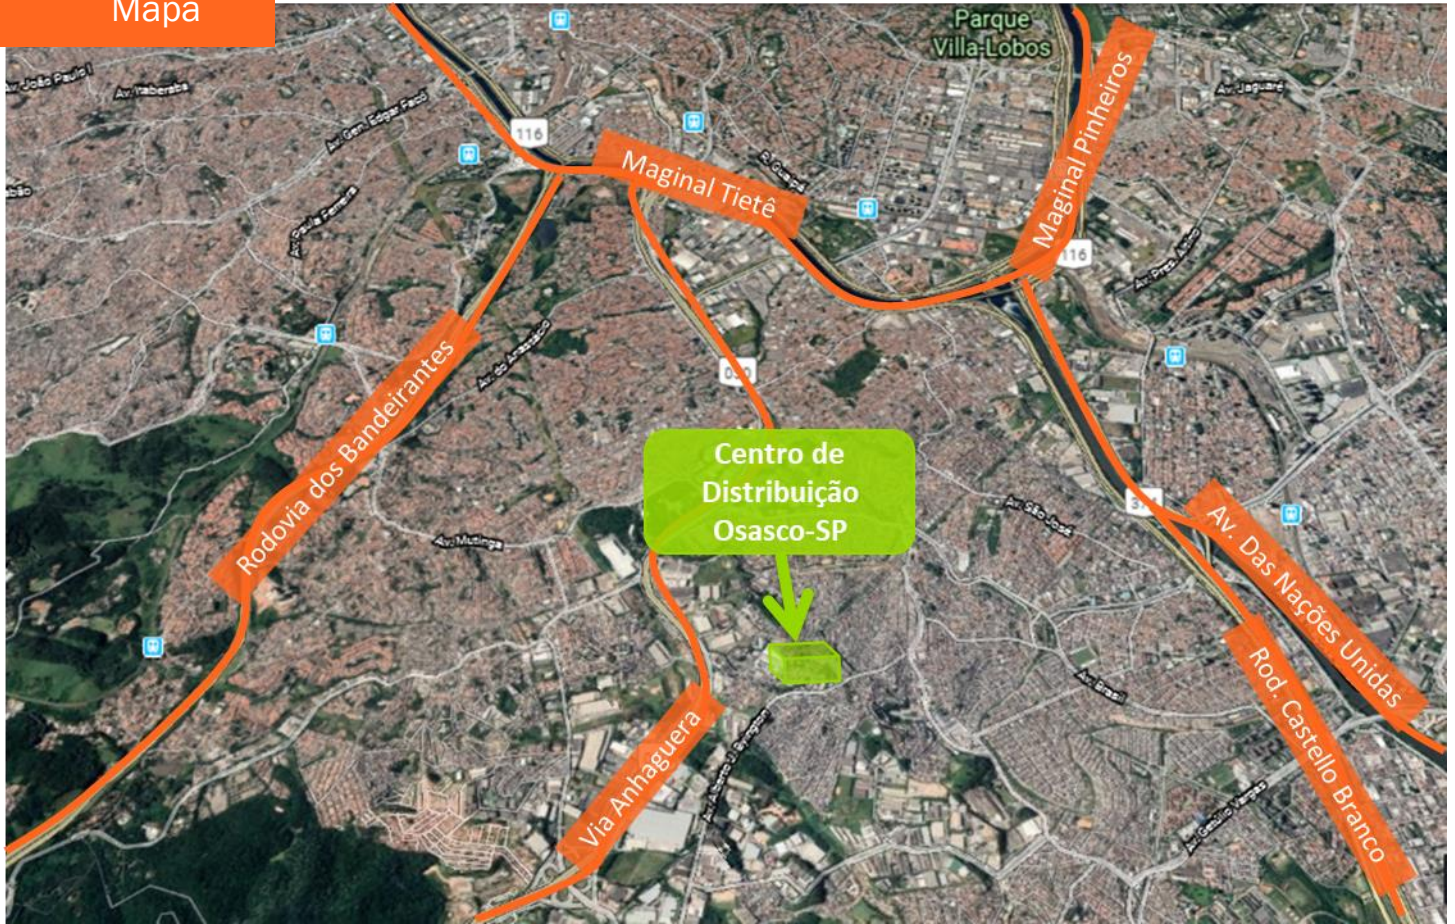 Mapa
Parque
Villa-Lobos
Av. João Paulo I
Av. Itaberaba
Av. Jaguaré
Av. Gen. Edgar Facó
116
Maginal Pinheiros
Maginal Tietê
R. Guaipá
Av. Paula Ferreira
116
Av. Pres. Altino
Av. do Anastácio
Rodovia dos Bandeirantes
Centro de
Distribuição
Osasco-SP
Av. São José
Av. Mutinga
Av. Das Nações Unidas
Rod. Castello Branco
Av. Brasil
Via Anhaguera
Av. Alberto J. Byington
Av. Getúlio Vargas